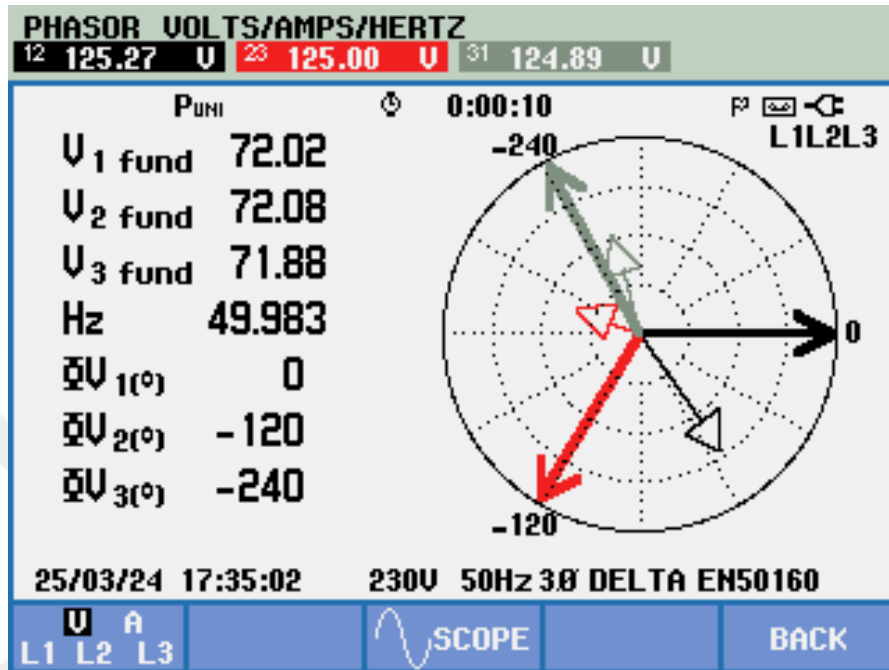 PHASOR VOLTS/AMPS/HERTZ
12 125.27 V 23 125.00 V 31 124.89 V
PUNI 0:00:10
L1L2L3
V1 fund 72.02
V2 fund 72.08
V3 fund 71.88
Hz 49.983
ΦV1(°) 0
ΦV2(°) -120
ΦV3(°) -240
-240
0
-120
25/03/24 17:35:02 230V 50Hz 3Ø DELTA EN50160
V A
L1 L2 L3
SCOPE
BACK